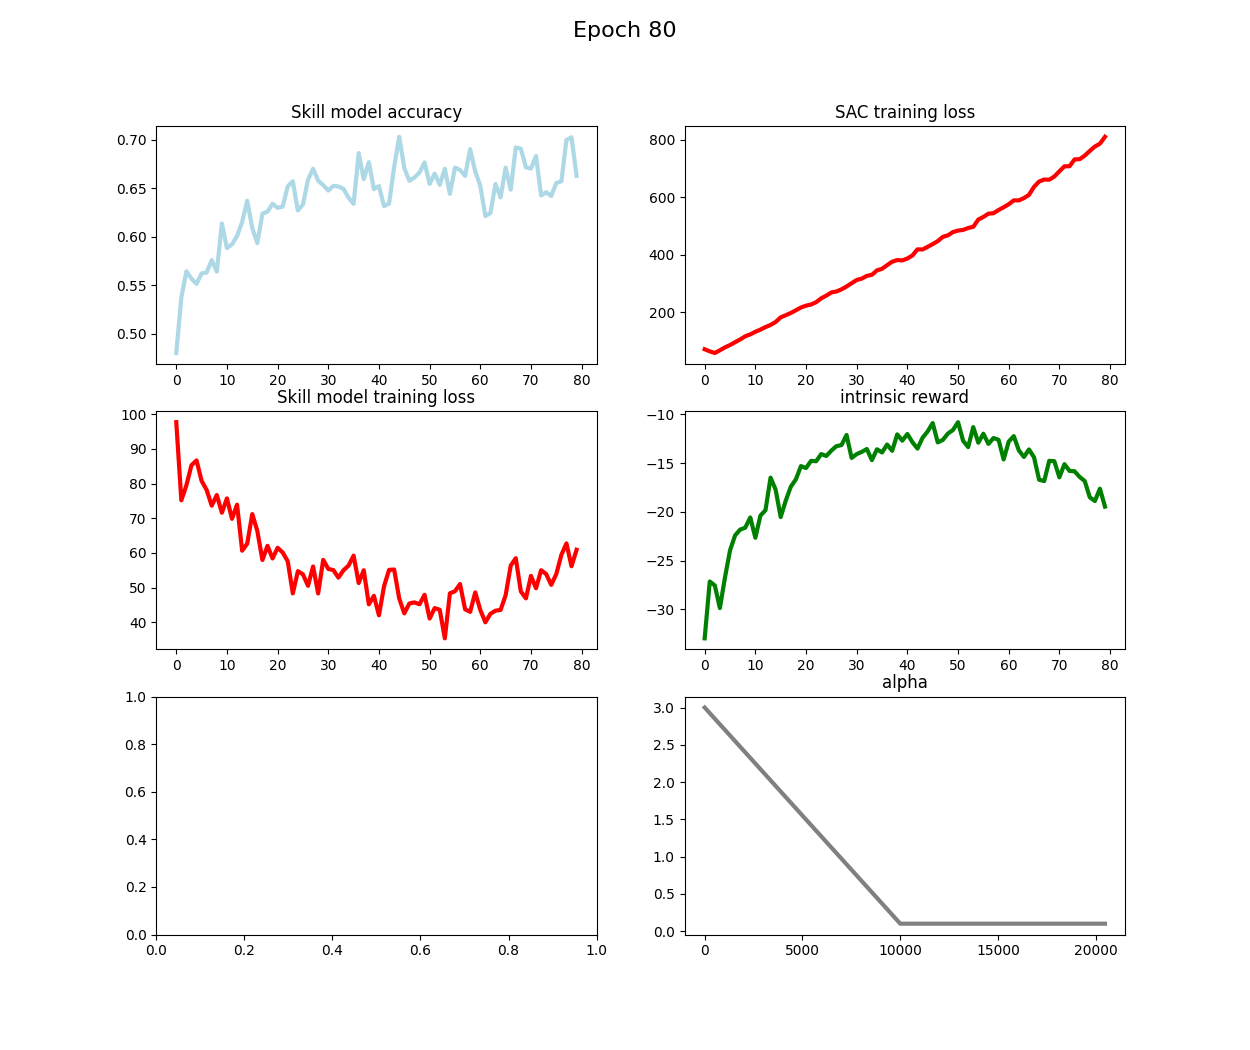 Epoch 80
Skill model accuracy
0.70
0.65
0.60
0.55
0.50
0 10 20 30 40 50 60 70 80
SAC training loss
800
600
400
200
0 10 20 30 40 50 60 70 80
Skill model training loss
100
90
80
70
60
50
40
0 10 20 30 40 50 60 70 80
intrinsic reward
−10
−15
−20
−25
−30
0 10 20 30 40 50 60 70 80
1.0
0.8
0.6
0.4
0.2
0.0
0.0 0.2 0.4 0.6 0.8 1.0
alpha
3.0
2.5
2.0
1.5
1.0
0.5
0.0
0 5000 10000 15000 20000